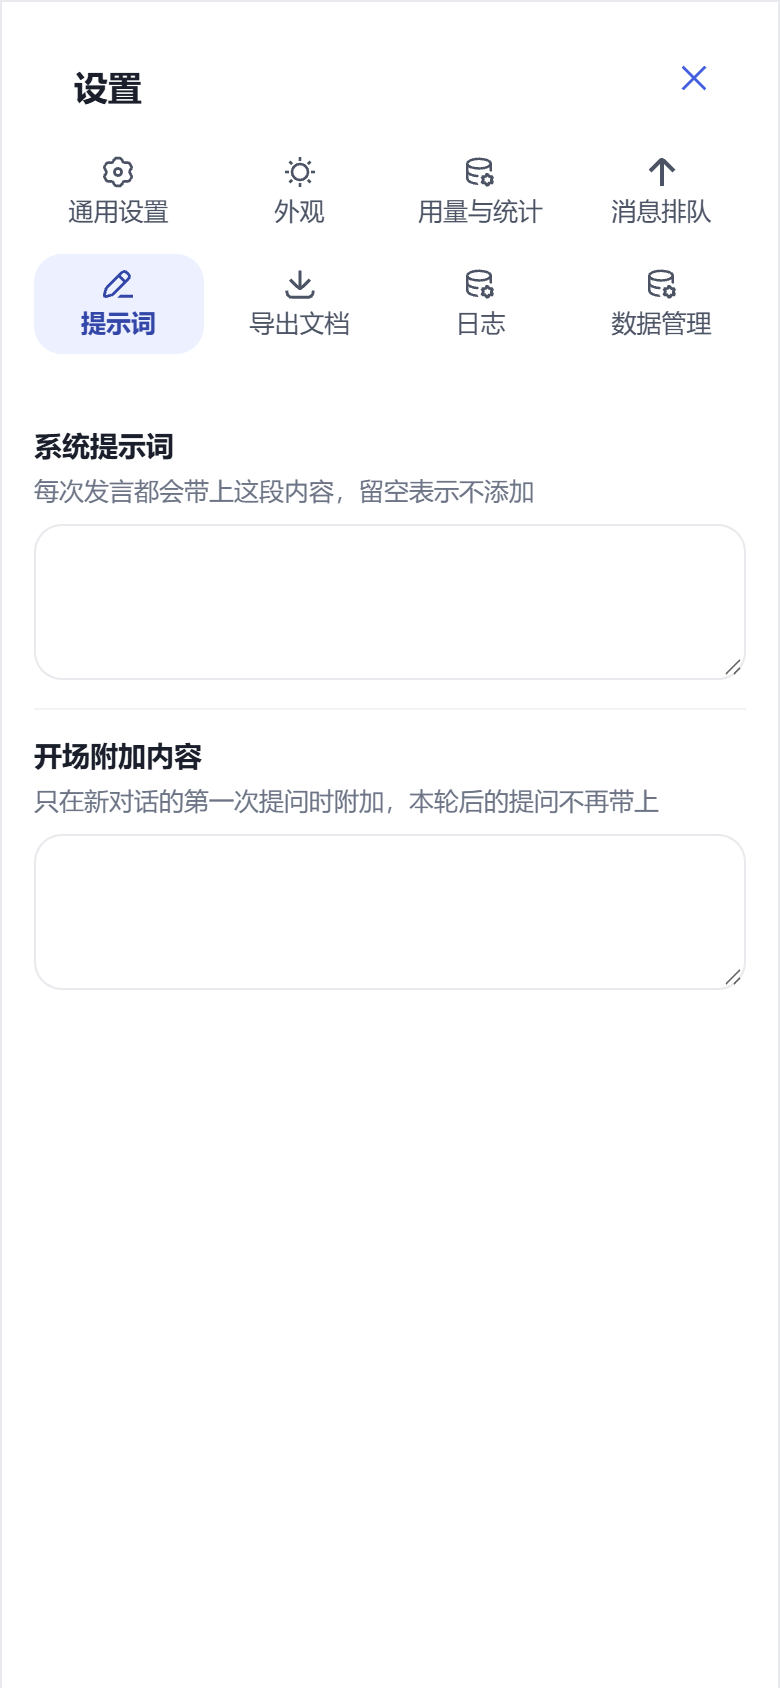 设置
通用设置 外观 用量与统计 消息排队
提示词 导出文档 日志 数据管理
系统提示词
每次发言都会带上这段内容，留空表示不添加
开场附加内容
只在新对话的第一次提问时附加，本轮后的提问不再带上